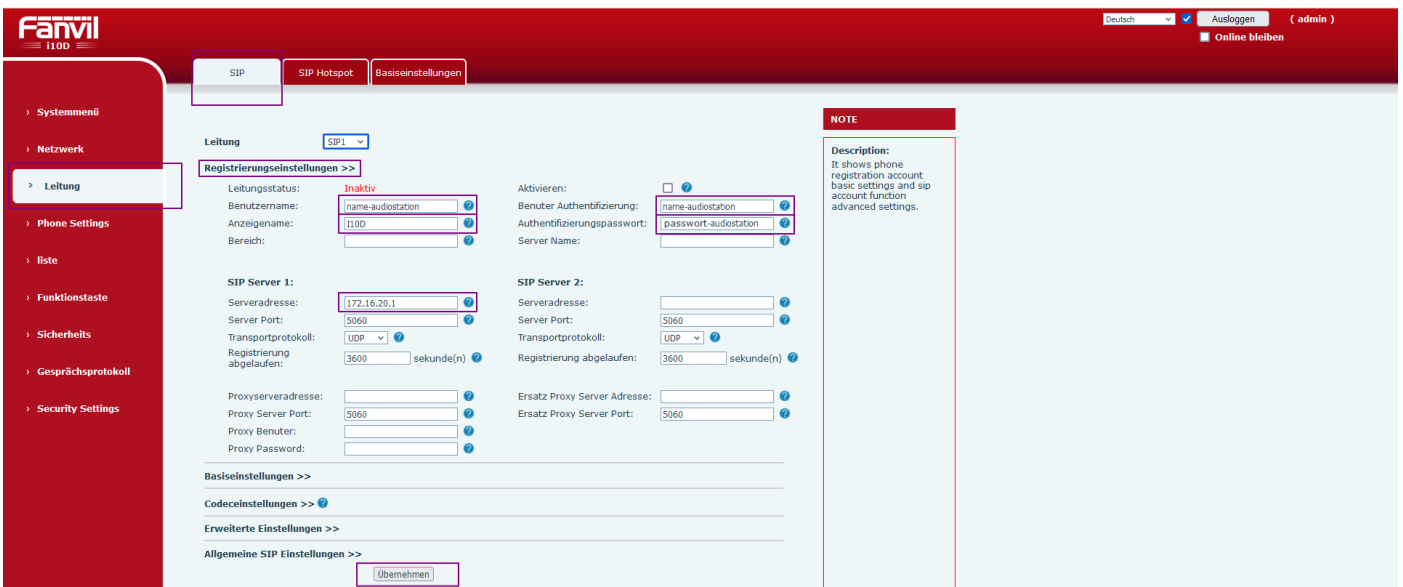 Fanvil
i10D
Deutsch
Ausloggen
( admin )
Online bleiben
SIP
SIP Hotspot
Basiseinstellungen
› Systemmenü
› Netzwerk
› Leitung
› Phone Settings
› liste
› Funktionstaste
› Sicherheits
› Gesprächsprotokoll
› Security Settings
Leitung SIP1
Registrierungseinstellungen >>
Leitungsstatus: Inaktiv Aktivieren:
Benutzername: name-audiostation Benuter Authentifizierung: name-audiostation
Anzeigename: I10D Authentifizierungspasswort: passwort-audiostation
Bereich: Server Name:
SIP Server 1: SIP Server 2:
Serveradresse: 172.16.20.1 Serveradresse:
Server Port: 5060 Server Port: 5060
Transportprotokoll: UDP Transportprotokoll: UDP
Registrierung
abgelaufen: 3600 sekunde(n) Registrierung abgelaufen: 3600 sekunde(n)
Proxyserveradresse: Ersatz Proxy Server Adresse:
Proxy Server Port: 5060 Ersatz Proxy Server Port: 5060
Proxy Benuter:
Proxy Password:
Basiseinstellungen >>
Codeceinstellungen >>
Erweiterte Einstellungen >>
Allgemeine SIP Einstellungen >>
Übernehmen
NOTE
Description:
It shows phone
registration account
basic settings and sip
account function
advanced settings.